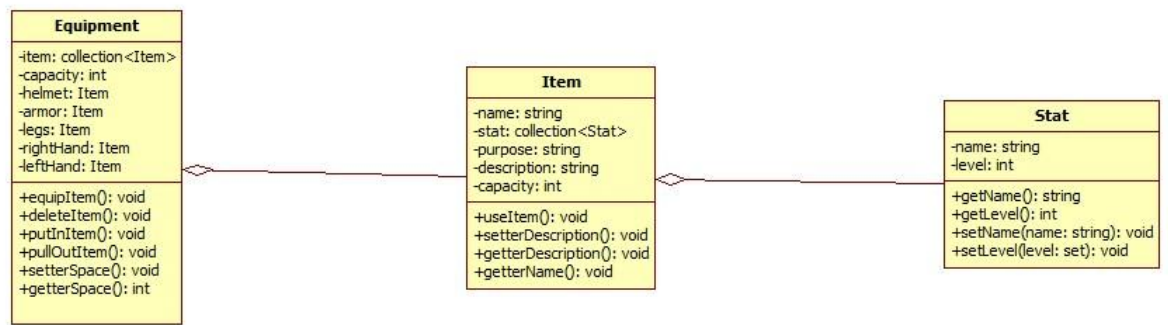 Equipment
-item: collection<Item>
-capacity: int
-helmet: Item
-armor: Item
-legs: Item
-rightHand: Item
-leftHand: Item
+equipItem(): void
+deleteItem(): void
+putInItem(): void
+pullOutItem(): void
+setterSpace(): void
+getterSpace(): int
Item
-name: string
-stat: collection<Stat>
-purpose: string
-description: string
-capacity: int
+useItem(): void
+setterDescription(): void
+getterDescription(): void
+getterName(): void
Stat
-name: string
-level: int
+getName(): string
+getLevel(): int
+setName(name: string): void
+setLevel(level: set): void